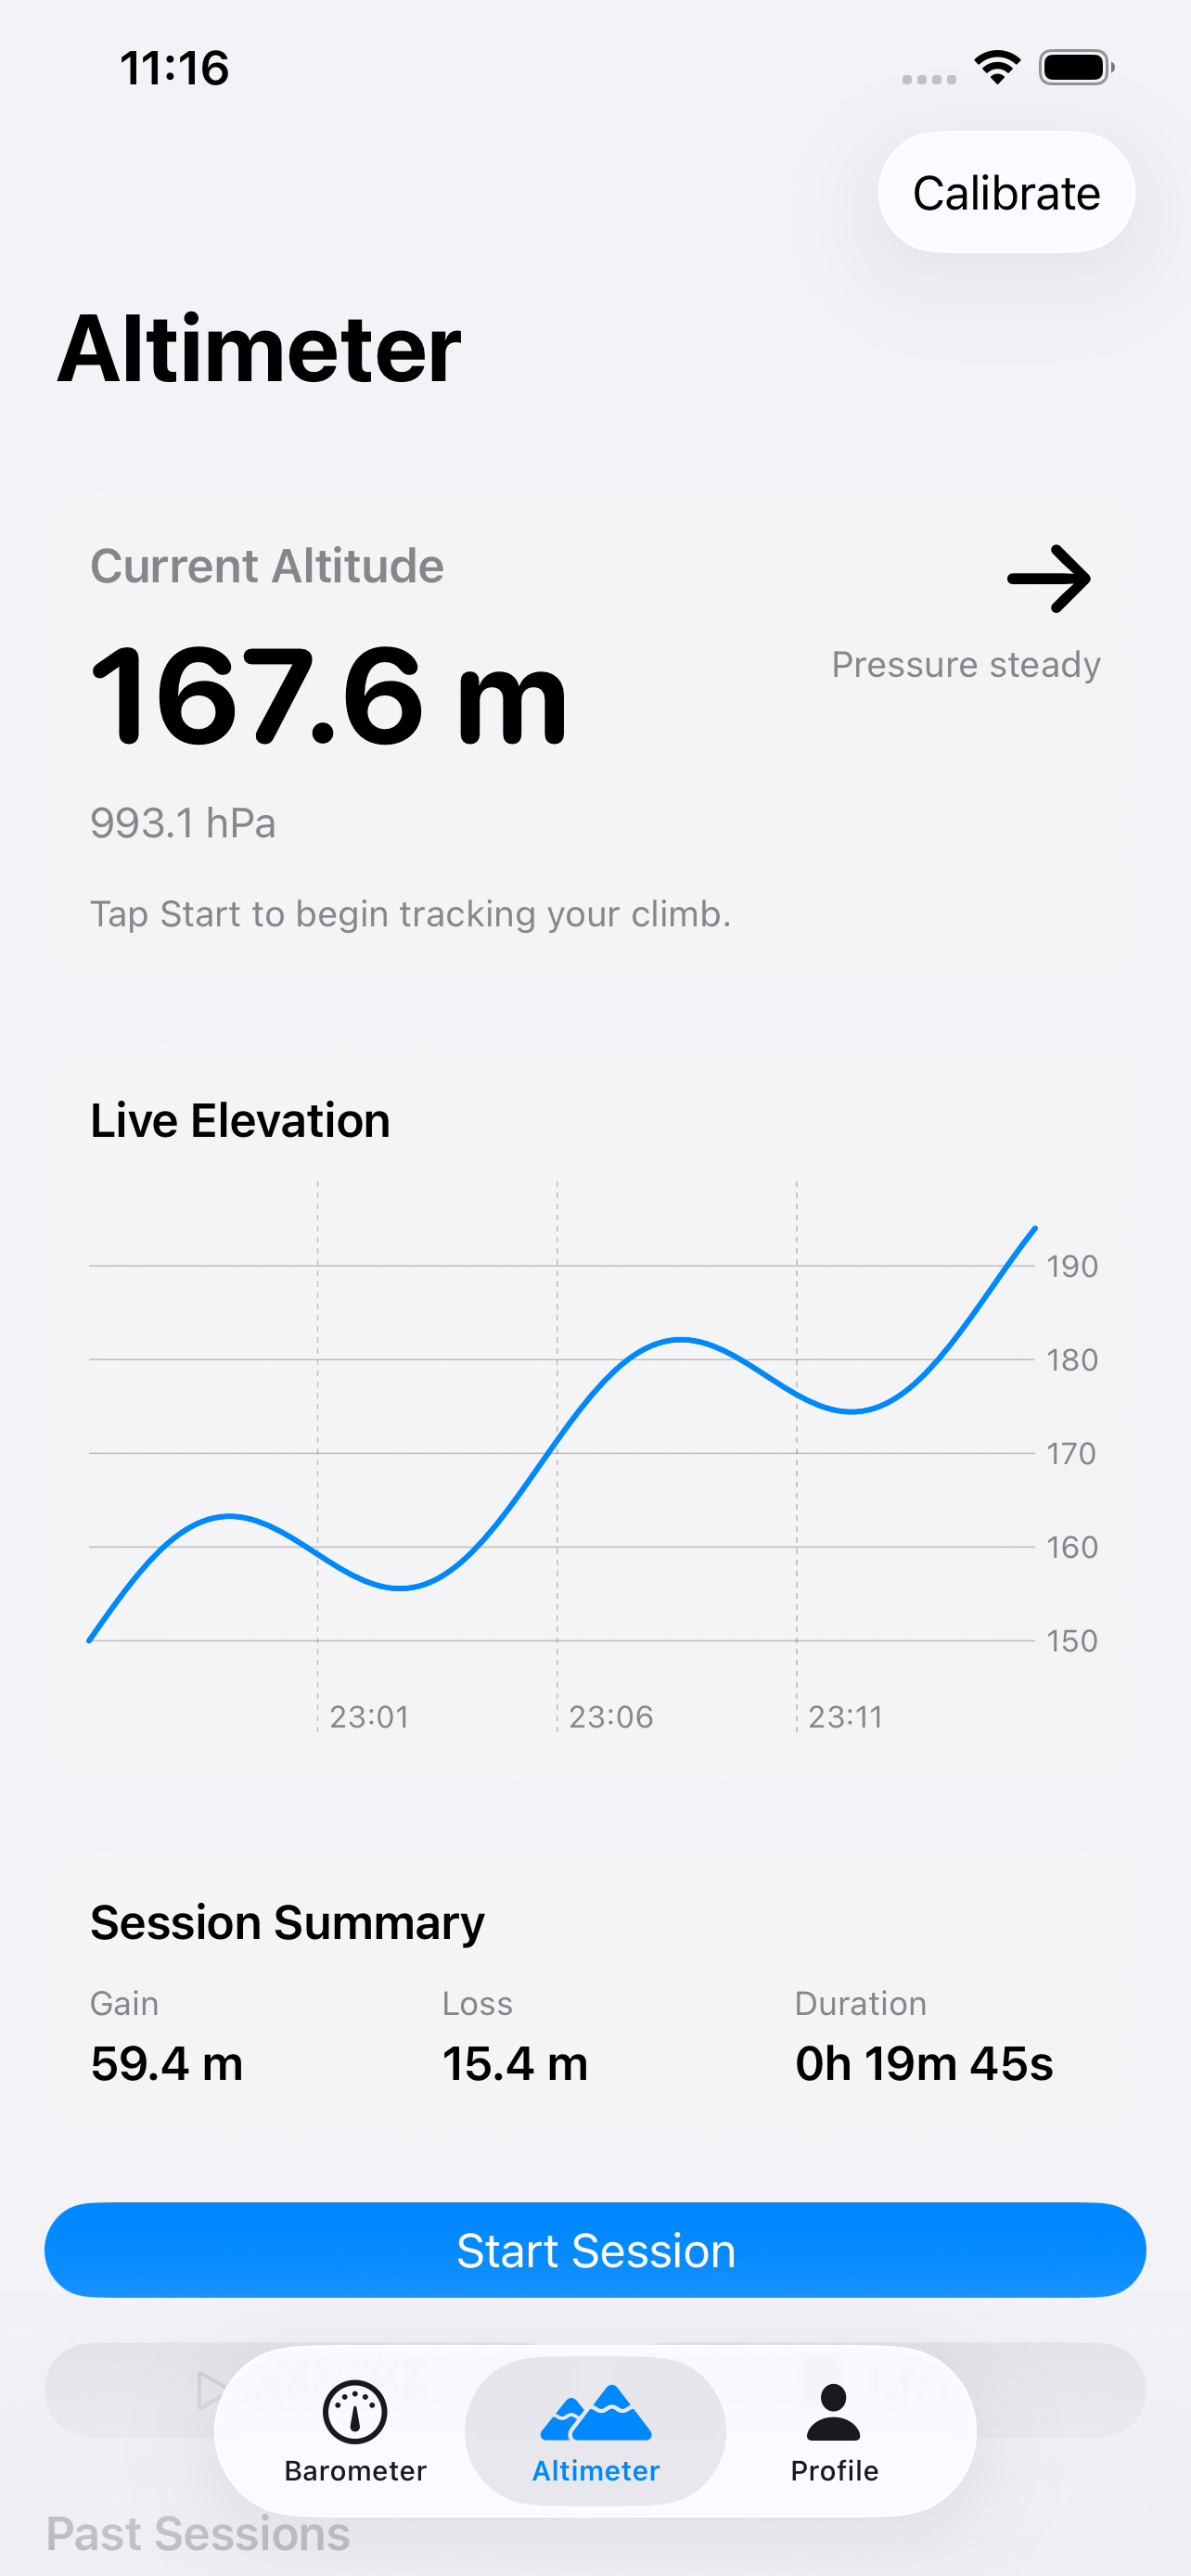 11:16
Calibrate
Altimeter
Current Altitude
167.6 m
Pressure steady
993.1 hPa
Tap Start to begin tracking your climb.
Live Elevation
190
180
170
160
150
23:01 23:06 23:11
Session Summary
Gain Loss Duration
59.4 m 15.4 m 0h 19m 45s
Start Session
Barometer Altimeter Profile
Past Sessions